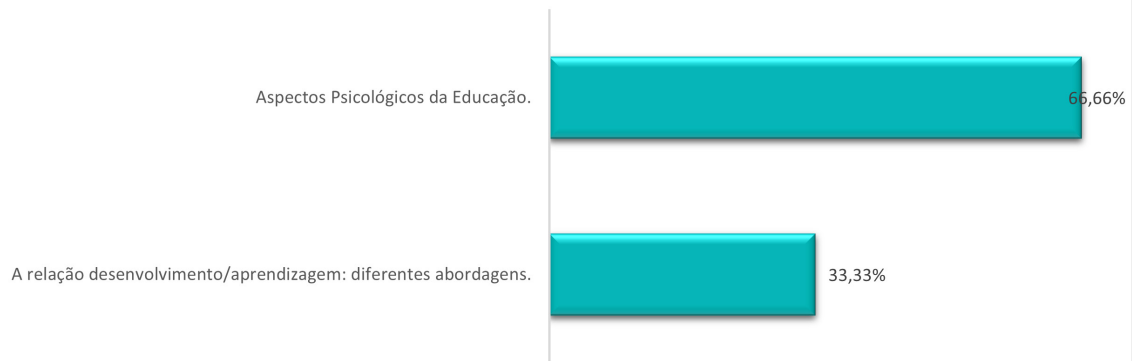 Aspectos Psicológicos da Educação.
66,66%
A relação desenvolvimento/aprendizagem: diferentes abordagens.
33,33%